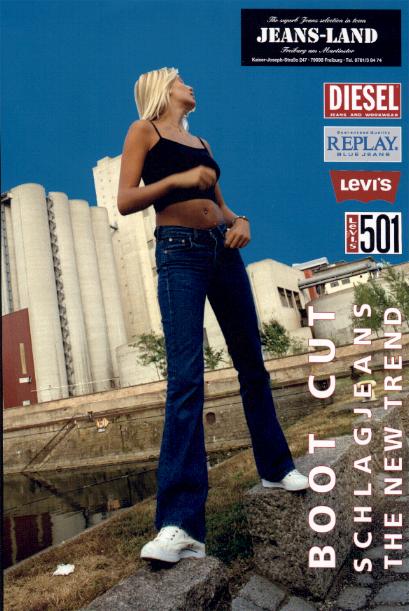 The superb Jeans selection in town
JEANS-LAND
Freiburg am Martinstor
Kaiser-Joseph-Straße 247 · 79098 Freiburg · Tel. 0761/3 84 74
DIESEL
JEANS AND WORKWEAR
Guaranteed Quality
REPLAY.
BLUE JEANS
LEVI'S
LEVI'S 501
BOOT CUT
SCHLAGJEANS
THE NEW TREND